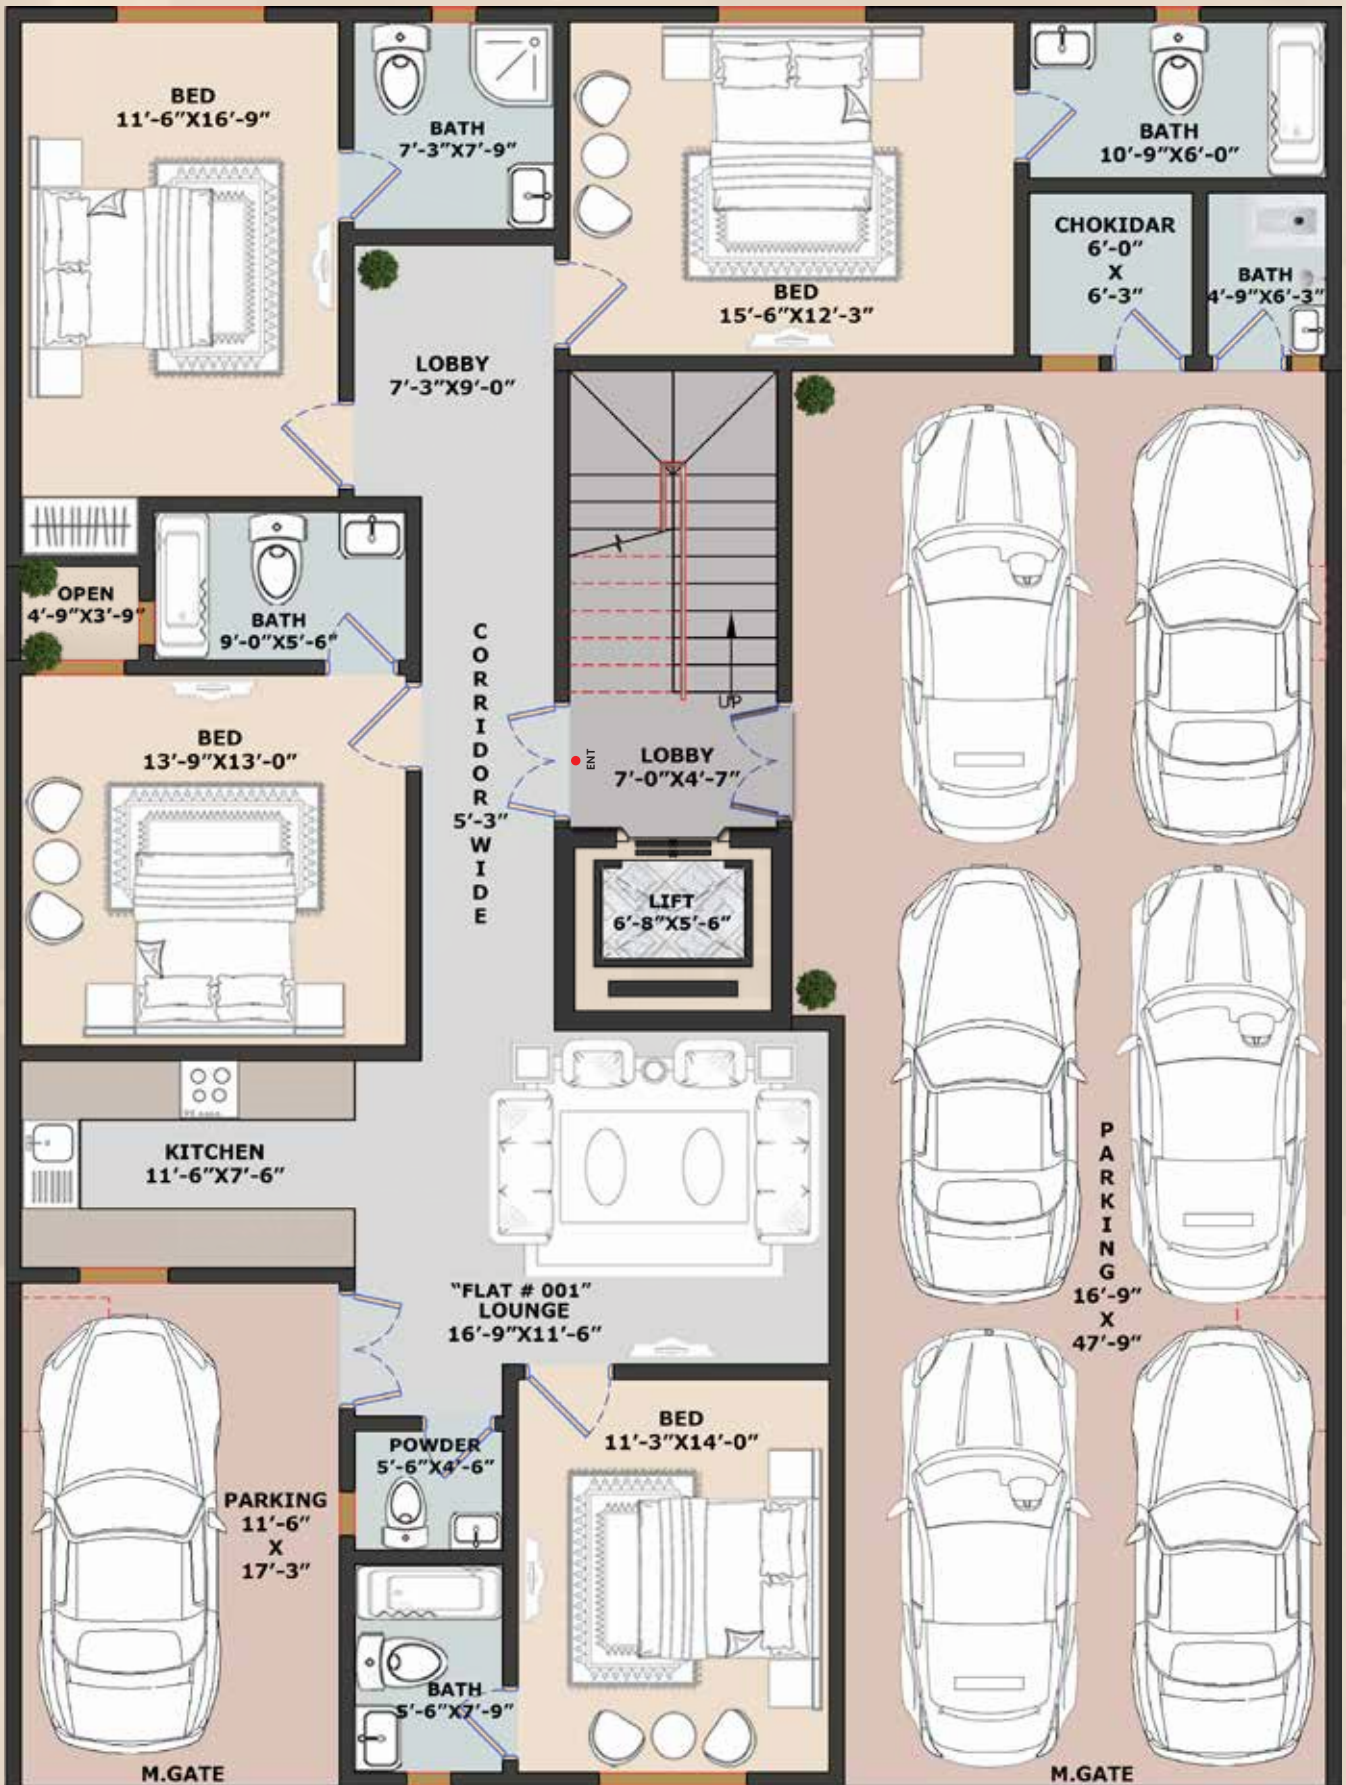 BED
11'-6"X16'-9"
BATH
7'-3"X7'-9"
BED
15'-6"X12'-3"
BATH
10'-9"X6'-0"
CHOKIDAR
6'-0"
X
6'-3"
BATH
4'-9"X6'-3"
LOBBY
7'-3"X9'-0"
OPEN
4'-9"X3'-9"
BATH
9'-0"X5'-6"
CORRIDOR
5'-3"
WIDE
UP
ENT
LOBBY
7'-0"X4'-7"
BED
13'-9"X13'-0"
LIFT
6'-8"X5'-6"
KITCHEN
11'-6"X7'-6"
"FLAT # 001"
LOUNGE
16'-9"X11'-6"
PARKING
16'-9"
X
47'-9"
BED
11'-3"X14'-0"
POWDER
5'-6"X4'-6"
PARKING
11'-6"
X
17'-3"
BATH
5'-6"X7'-9"
M.GATE
M.GATE